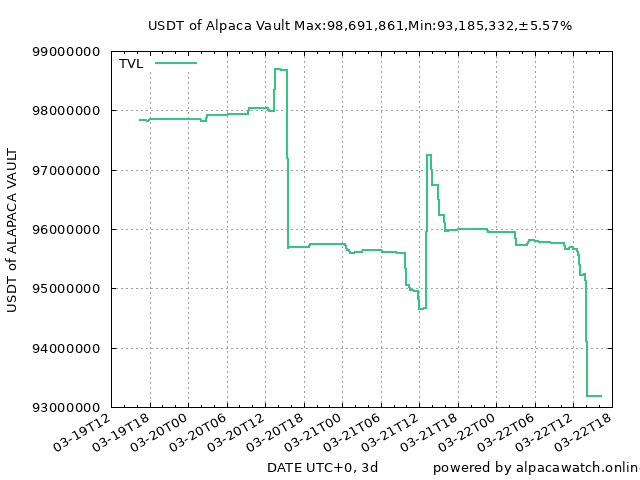 USDT of Alpaca Vault Max:98,691,861,Min:93,185,332,±5.57%
99000000
TVL
98000000
97000000
96000000
95000000
94000000
93000000
USDT of ALAPACA VAULT
03-19T12
03-19T18
03-20T00
03-20T06
03-20T12
03-20T18
03-21T00
03-21T06
03-21T12
03-21T18
03-22T00
03-22T06
03-22T12
03-22T18
DATE UTC+0, 3d
powered by alpacawatch.onlin